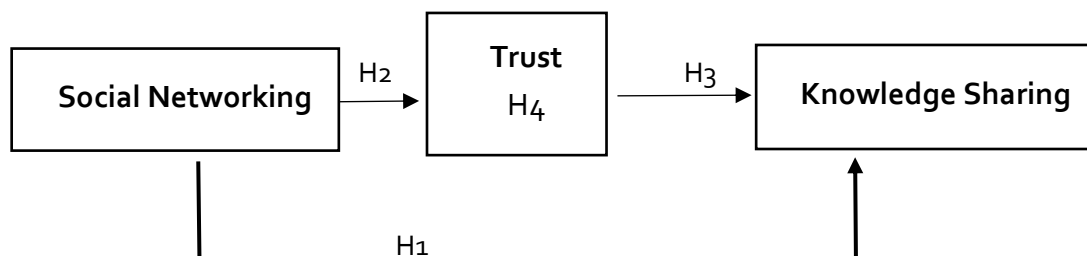 Social Networking
H2
Trust
H4
H3
Knowledge Sharing
H1